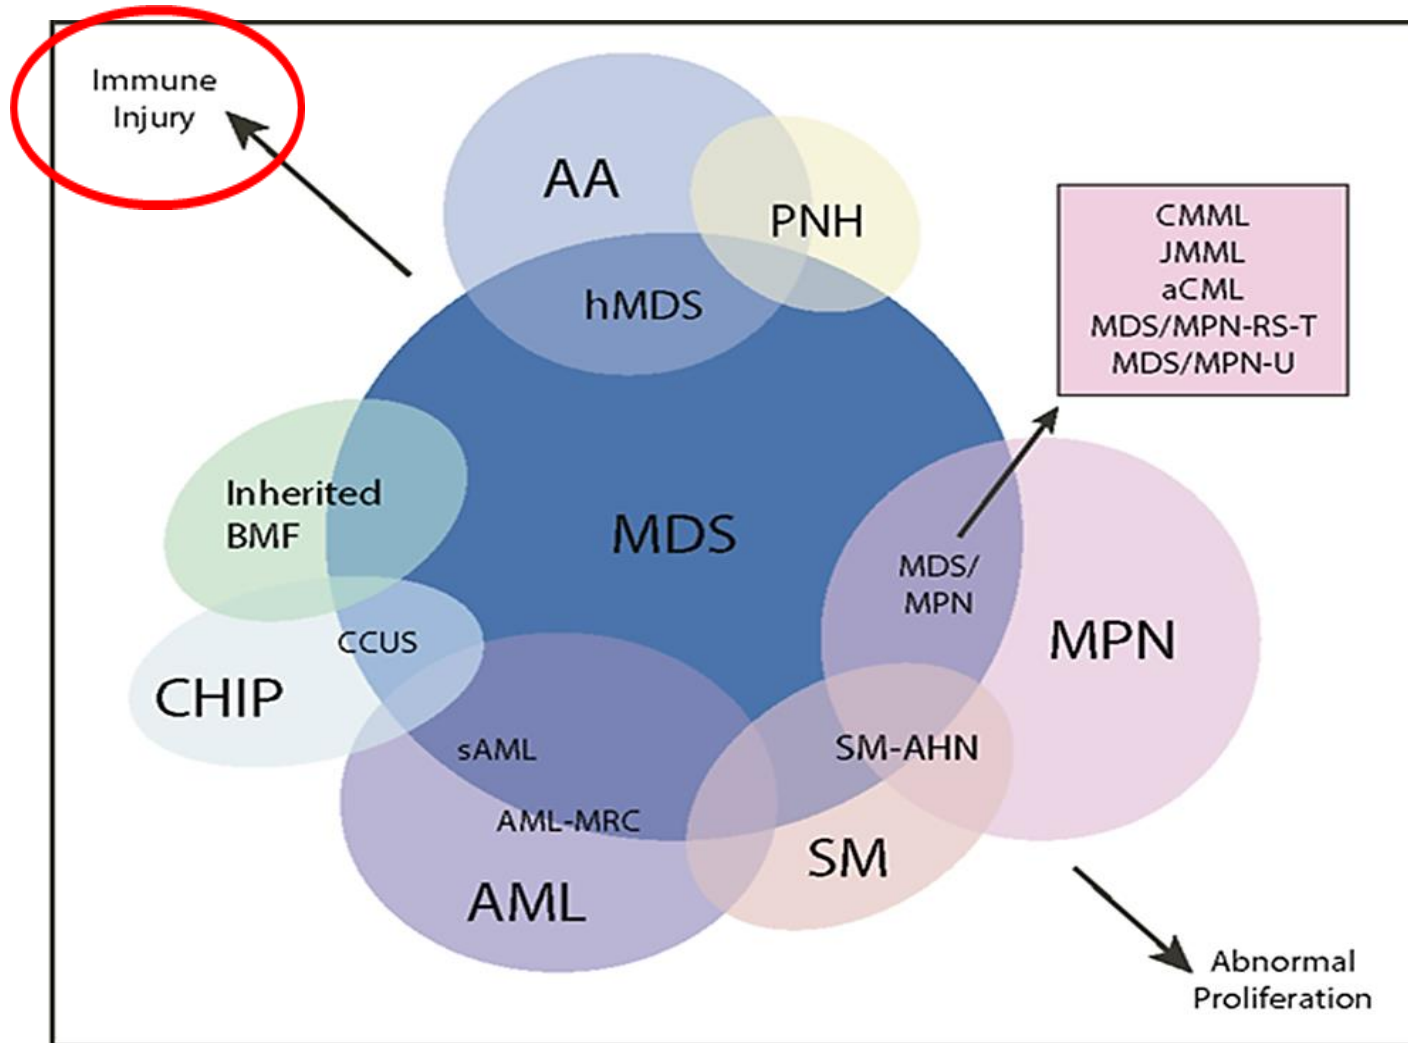 Immune
Injury
AA
PNH
hMDS
CMML
JMML
aCML
MDS/MPN-RS-T
MDS/MPN-U
Inherited
BMF
MDS
MDS/
MPN
MPN
CCUS
CHIP
sAML
SM-AHN
AML-MRC
SM
AML
Abnormal
Proliferation